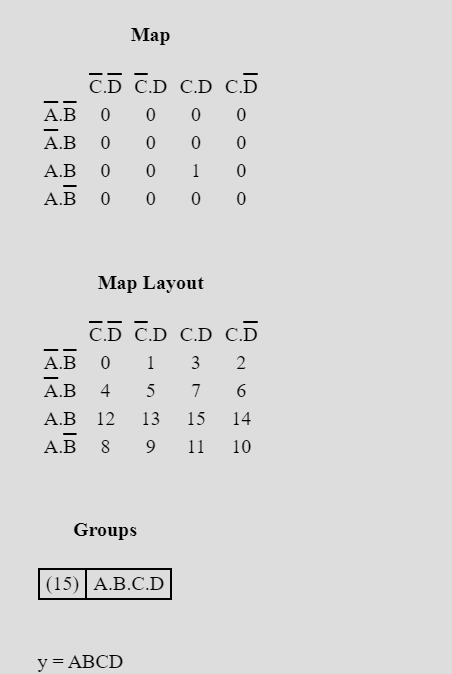 Map
C̅.D̅ C̅.D C.D C.D̅
A̅.B̅ 0 0 0 0
A̅.B 0 0 0 0
A.B 0 0 1 0
A.B̅ 0 0 0 0
Map Layout
C̅.D̅ C̅.D C.D C.D̅
A̅.B̅ 0 1 3 2
A̅.B 4 5 7 6
A.B 12 13 15 14
A.B̅ 8 9 11 10
Groups
(15) A.B.C.D
y = ABCD